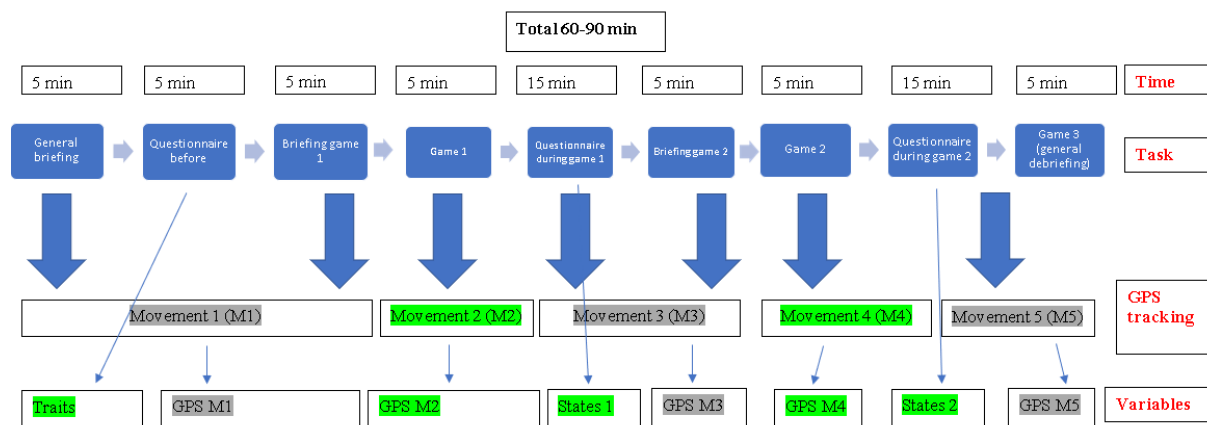 Total 60-90 min
5 min
5 min
5 min
5 min
15 min
5 min
5 min
15 min
5 min
Time
General
briefing
Questionnaire
before
Briefing game
1
Game 1
Questionnaire
during game 1
Briefing game 2
Game 2
Questionnaire
during game 2
Game 3
(general
debriefing)
Task
Movement 1 (M1)
Movement 2 (M2)
Movement 3 (M3)
Movement 4 (M4)
Movement 5 (M5)
GPS
tracking
Traits
GPS M1
GPS M2
States 1
GPS M3
GPS M4
States 2
GPS M5
Variables